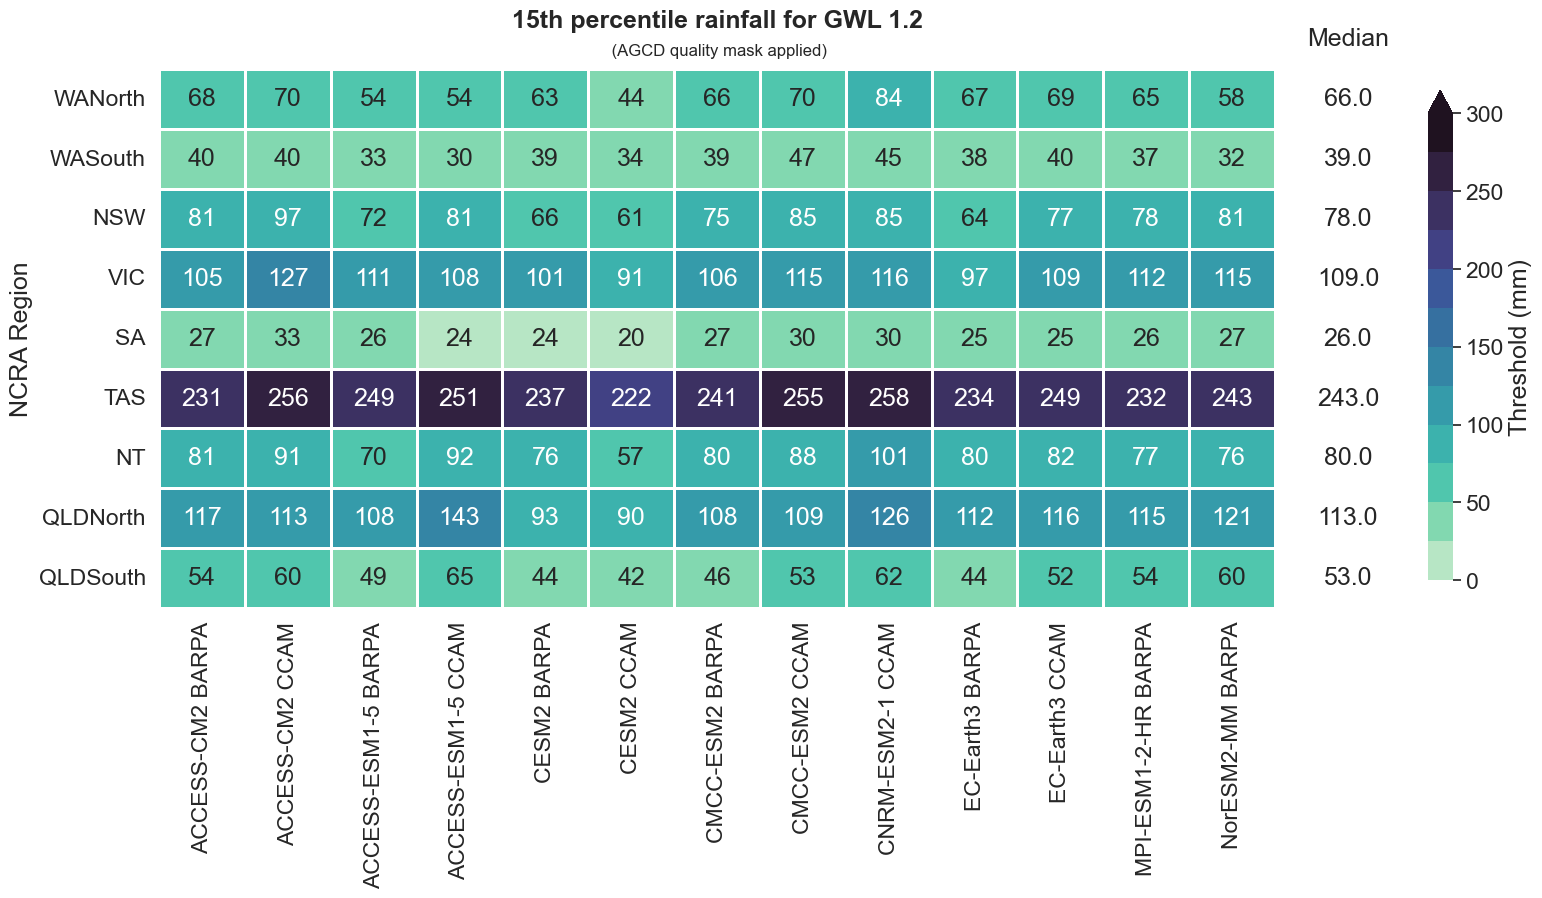 15th percentile rainfall for GWL 1.2
(AGCD quality mask applied)
Median
NCRA Region
WANorth 68 70 54 54 63 44 66 70 84 67 69 65 58 66.0
WASouth 40 40 33 30 39 34 39 47 45 38 40 37 32 39.0
NSW 81 97 72 81 66 61 75 85 85 64 77 78 81 78.0
VIC 105 127 111 108 101 91 106 115 116 97 109 112 115 109.0
SA 27 33 26 24 24 20 27 30 30 25 25 26 27 26.0
TAS 231 256 249 251 237 222 241 255 258 234 249 232 243 243.0
NT 81 91 70 92 76 57 80 88 101 80 82 77 76 80.0
QLDNorth 117 113 108 143 93 90 108 109 126 112 116 115 121 113.0
QLDSouth 54 60 49 65 44 42 46 53 62 44 52 54 60 53.0
ACCESS-CM2 BARPA
ACCESS-CM2 CCAM
ACCESS-ESM1-5 BARPA
ACCESS-ESM1-5 CCAM
CESM2 BARPA
CESM2 CCAM
CMCC-ESM2 BARPA
CMCC-ESM2 CCAM
CNRM-ESM2-1 CCAM
EC-Earth3 BARPA
EC-Earth3 CCAM
MPI-ESM1-2-HR BARPA
NorESM2-MM BARPA
300
250
200
150
100
50
0
Threshold (mm)